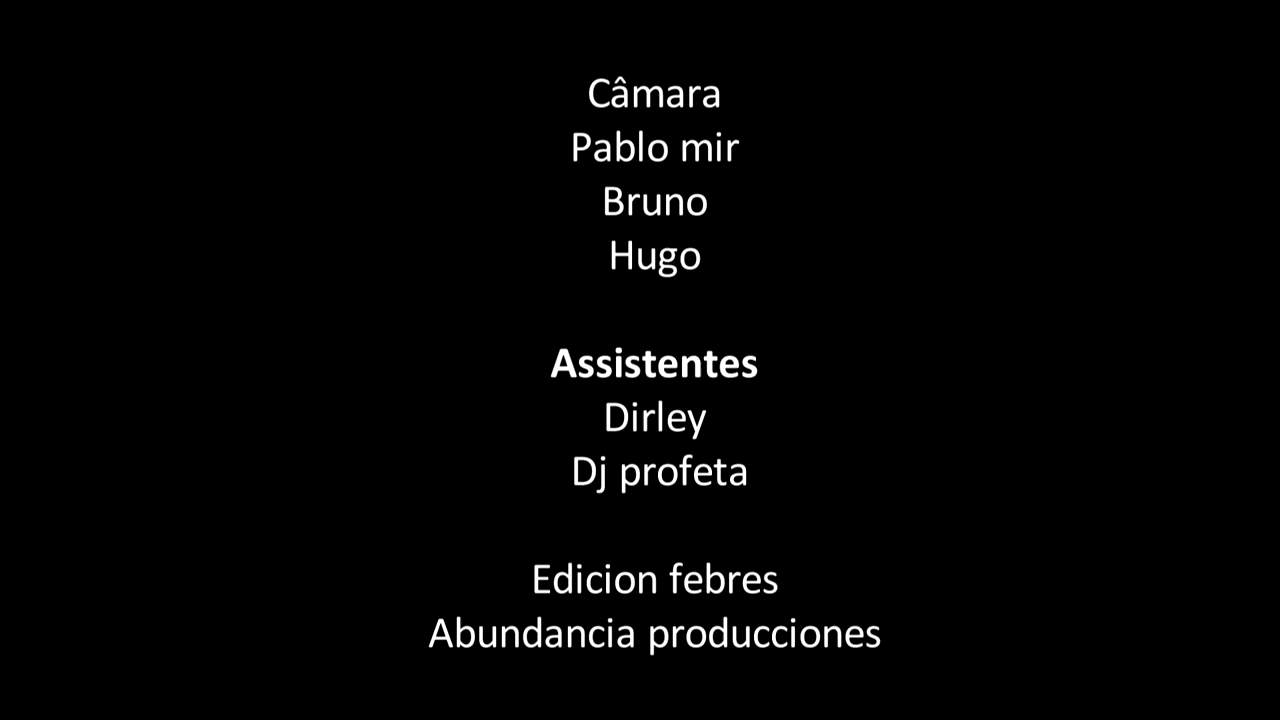 Câmara
Pablo mir
Bruno
Hugo
Assistentes
Dirley
Dj profeta
Edicion febres
Abundancia producciones